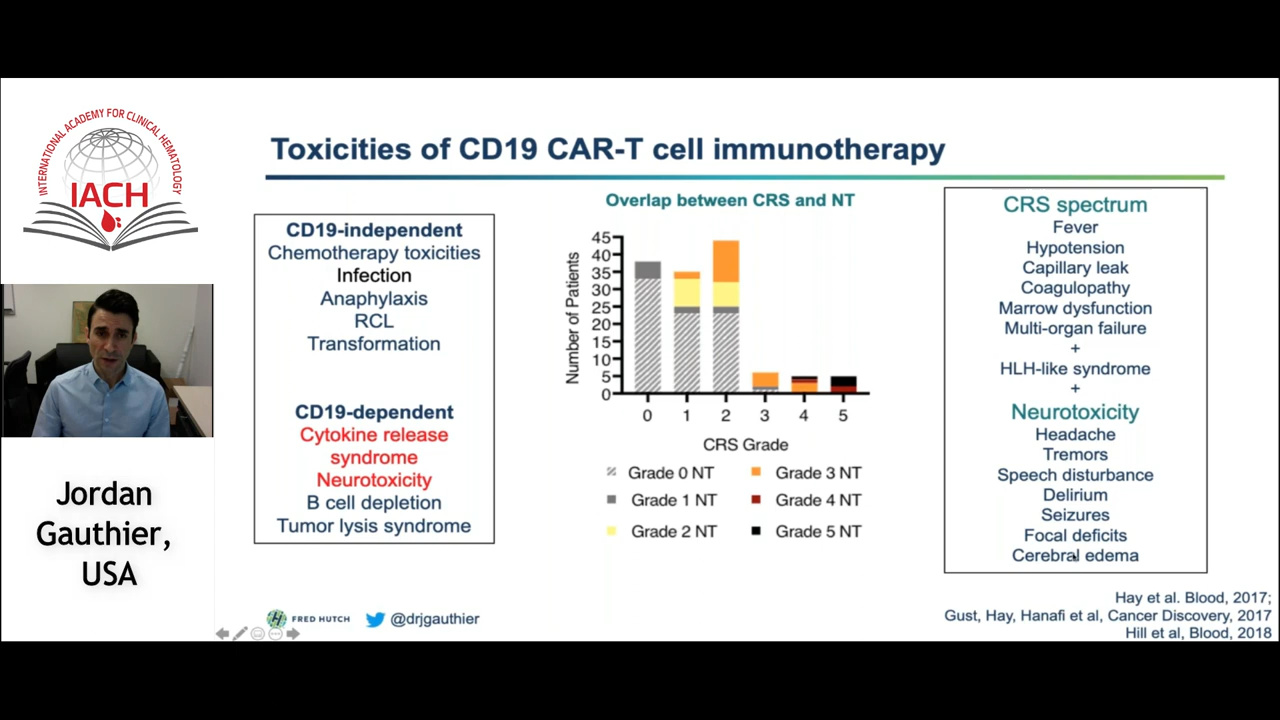 INTERNATIONAL ACADEMY FOR CLINICAL HEMATOLOGY
IACH
Jordan
Gauthier,
USA
Toxicities of CD19 CAR-T cell immunotherapy
CD19-independent
Chemotherapy toxicities
Infection
Anaphylaxis
RCL
Transformation
CD19-dependent
Cytokine release
syndrome
Neurotoxicity
B cell depletion
Tumor lysis syndrome
Overlap between CRS and NT
Number of Patients
45
40
35
30
25
20
15
10
5
0
0 1 2 3 4 5
CRS Grade
Grade 0 NT Grade 3 NT
Grade 1 NT Grade 4 NT
Grade 2 NT Grade 5 NT
CRS spectrum
Fever
Hypotension
Capillary leak
Coagulopathy
Marrow dysfunction
Multi-organ failure
+
HLH-like syndrome
+
Neurotoxicity
Headache
Tremors
Speech disturbance
Delirium
Seizures
Focal deficits
Cerebral edema
FRED HUTCH @drjgauthier
Hay et al. Blood, 2017;
Gust, Hay, Hanafi et al, Cancer Discovery, 2017
Hill et al, Blood, 2018